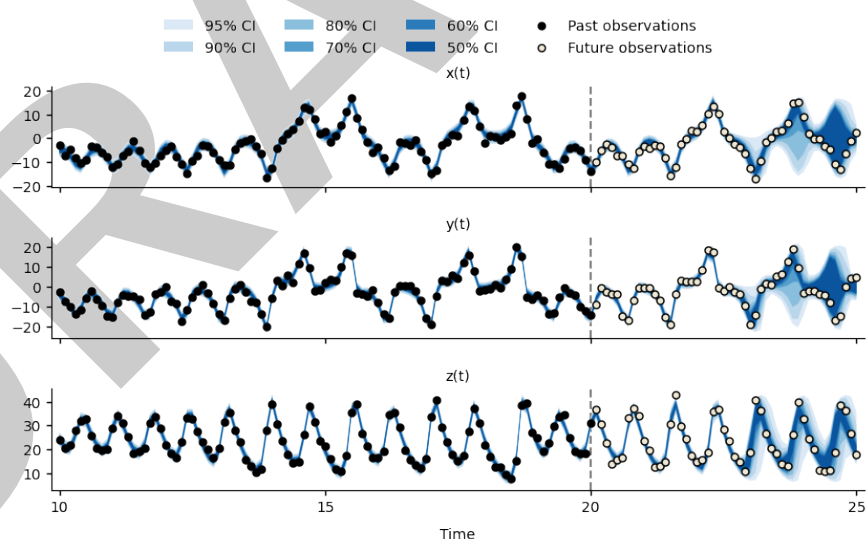 95% CI 80% CI 60% CI Past observations
90% CI 70% CI 50% CI Future observations
x(t)
20
10
0
−10
−20
y(t)
20
10
0
−10
−20
z(t)
40
30
20
10
10 15 20 25
Time